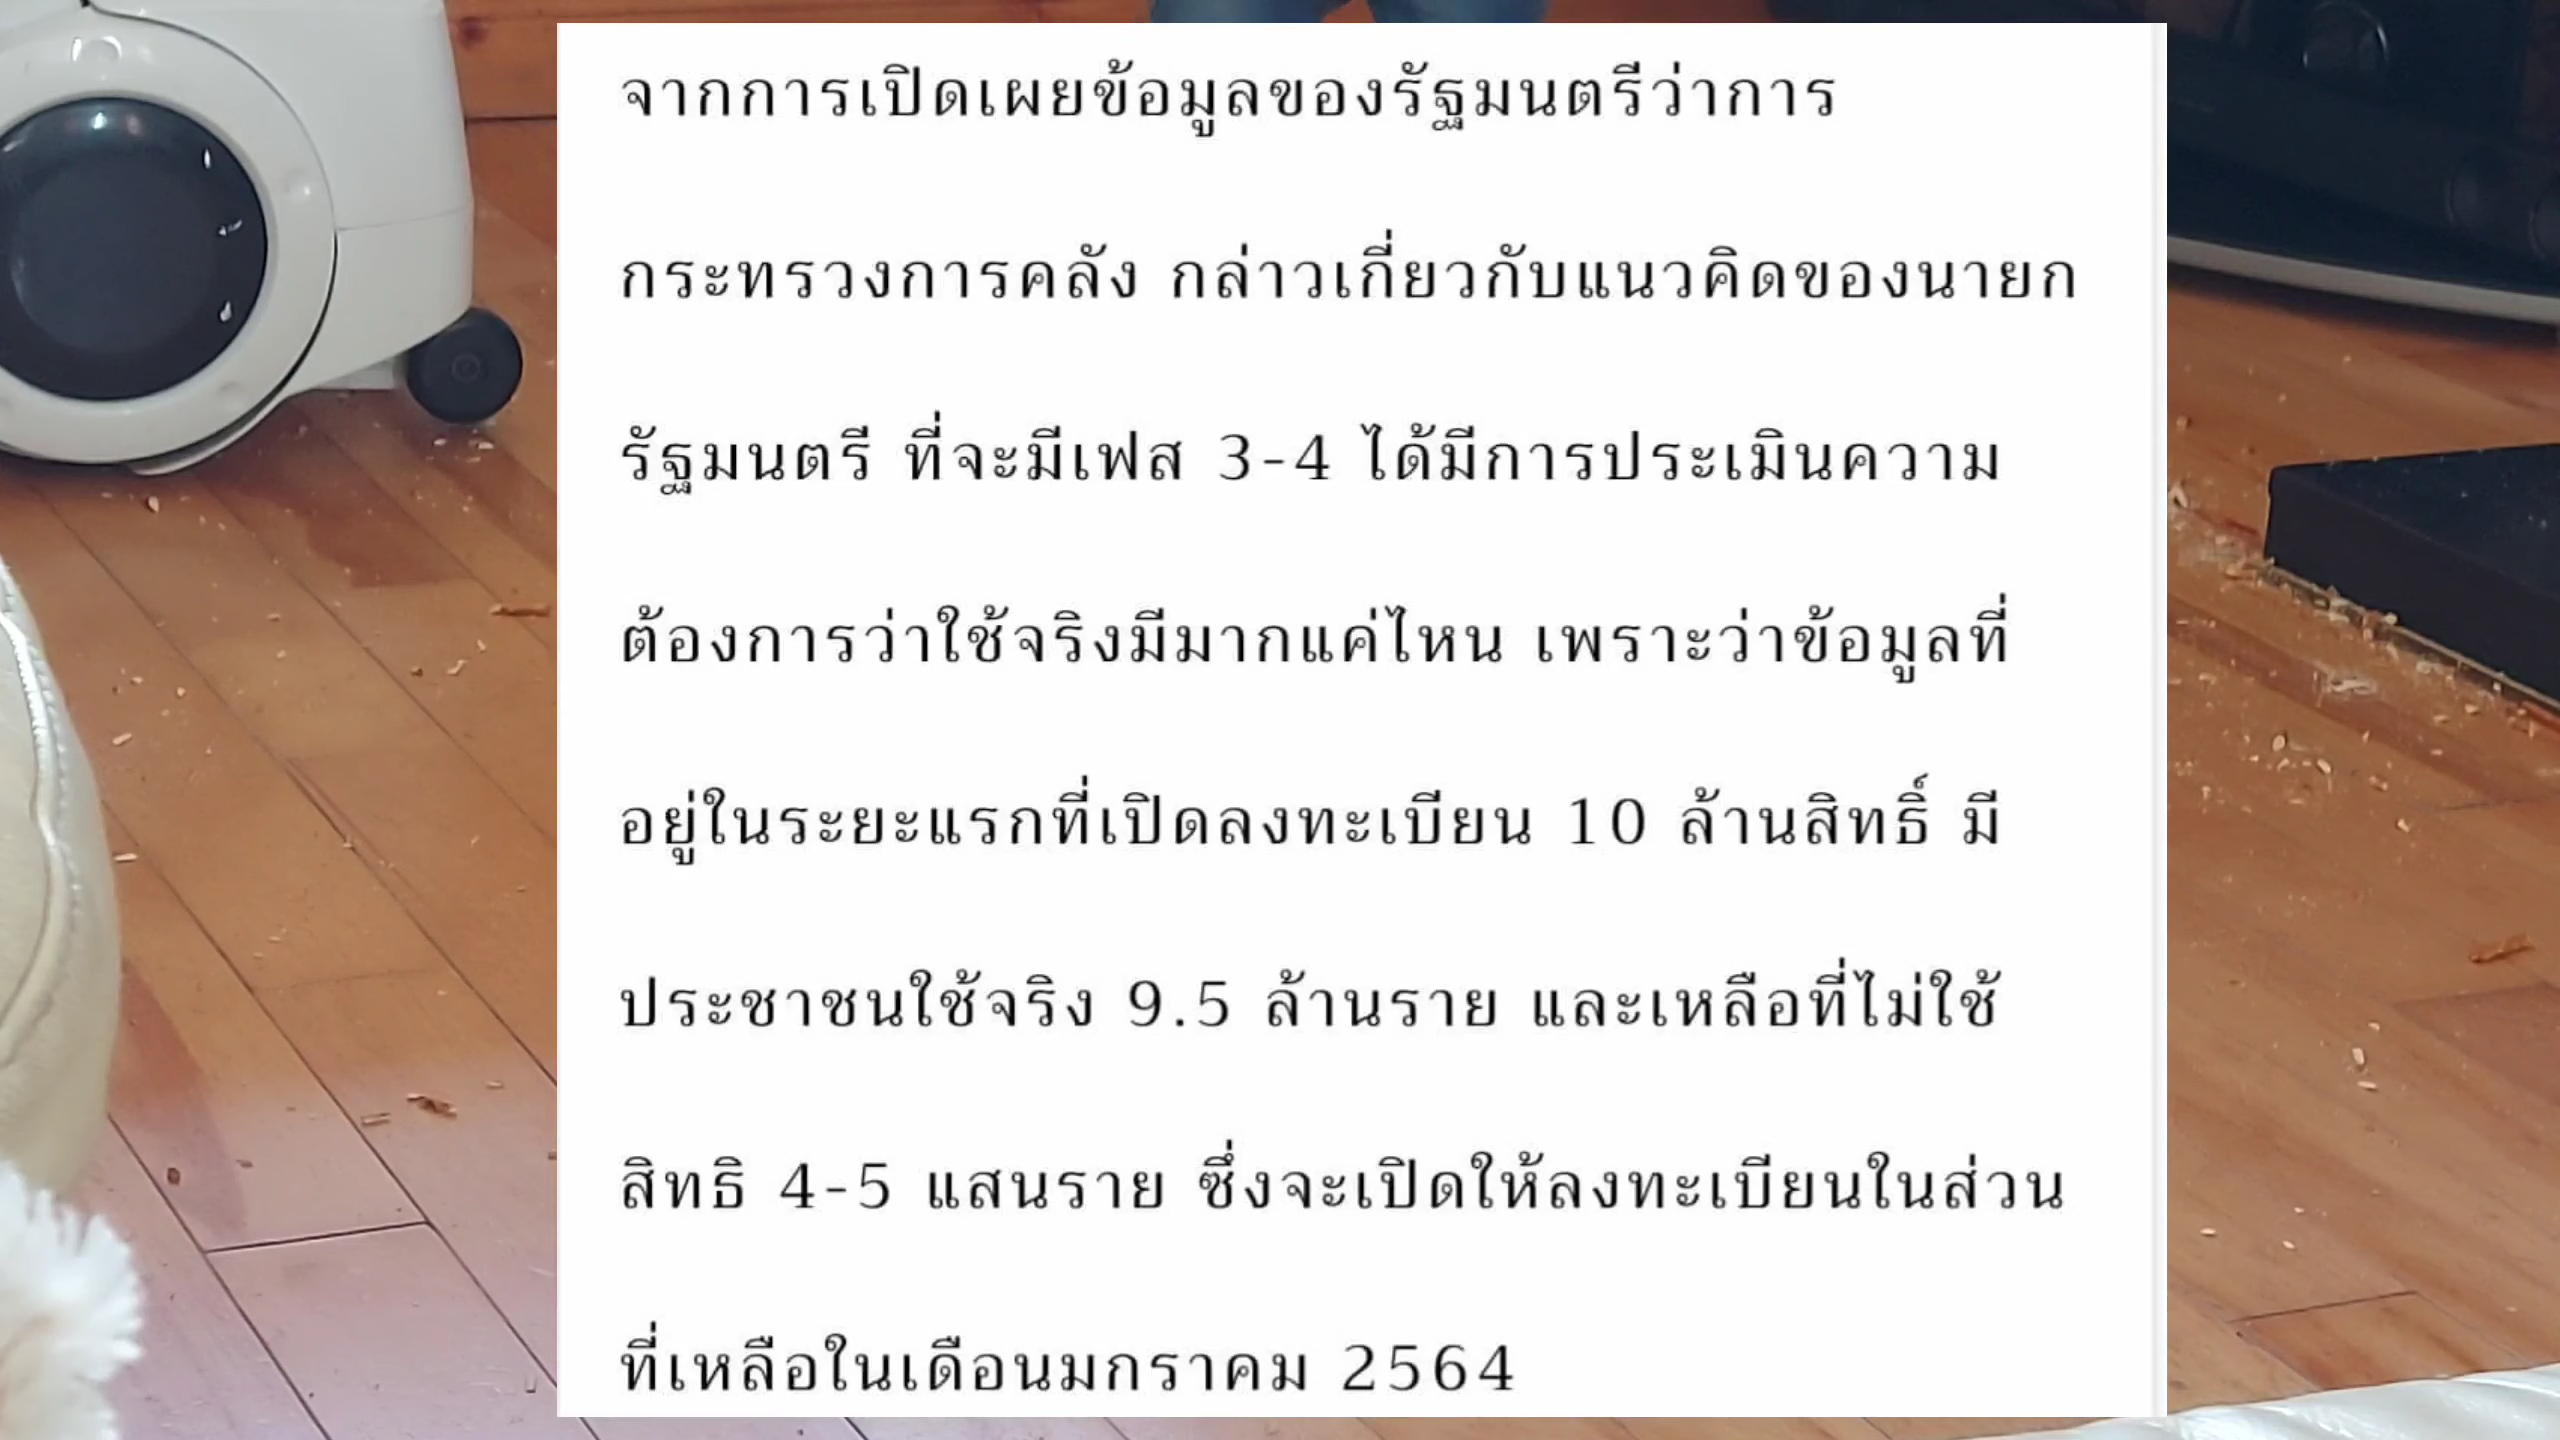 จากการเปิดเผยข้อมูลของรัฐมนตรีว่าการ
กระทรวงการคลัง กล่าวเกี่ยวกับแนวคิดของนายก
รัฐมนตรี ที่จะมีเฟส 3-4 ได้มีการประเมินความ
ต้องการว่าใช้จริงมีมากแค่ไหน เพราะว่าข้อมูลที่
อยู่ในระยะแรกที่เปิดลงทะเบียน 10 ล้านสิทธิ์ มี
ประชาชนใช้จริง 9.5 ล้านราย และเหลือที่ไม่ใช้
สิทธิ 4-5 แสนราย ซึ่งจะเปิดให้ลงทะเบียนในส่วน
ที่เหลือในเดือนมกราคม 2564